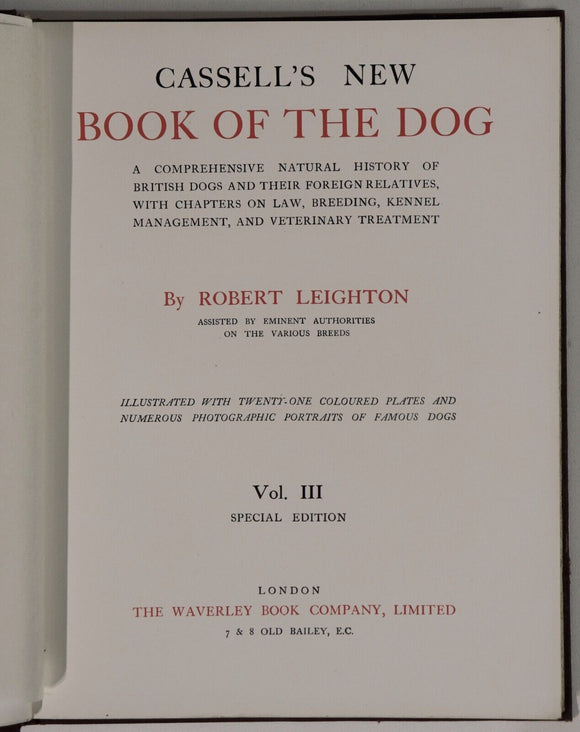 CASSELL'S NEW
BOOK OF THE DOG
A COMPREHENSIVE NATURAL HISTORY OF
BRITISH DOGS AND THEIR FOREIGN RELATIVES,
WITH CHAPTERS ON LAW, BREEDING, KENNEL
MANAGEMENT, AND VETERINARY TREATMENT
By ROBERT LEIGHTON
ASSISTED BY EMINENT AUTHORITIES
ON THE VARIOUS BREEDS
ILLUSTRATED WITH TWENTY-ONE COLOURED PLATES AND
NUMEROUS PHOTOGRAPHIC PORTRAITS OF FAMOUS DOGS
Vol. III
SPECIAL EDITION
LONDON
THE WAVERLEY BOOK COMPANY, LIMITED
7 & 8 OLD BAILEY, E.C.